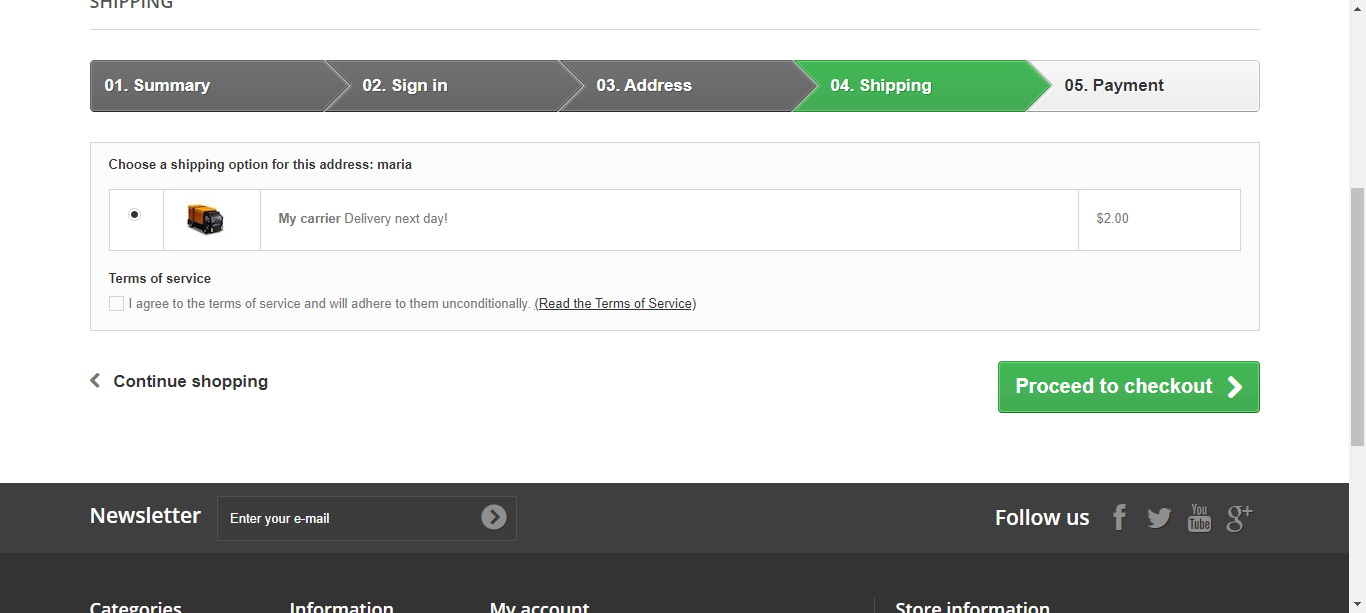 SHIPPING
01. Summary
02. Sign in
03. Address
04. Shipping
05. Payment
Choose a shipping option for this address: maria
My carrier Delivery next day!
$2.00
Terms of service
I agree to the terms of service and will adhere to them unconditionally. (Read the Terms of Service)
Continue shopping
Proceed to checkout
Newsletter
Enter your e-mail
Follow us
You
Tube
g+
Categories
Information
My account
Store information